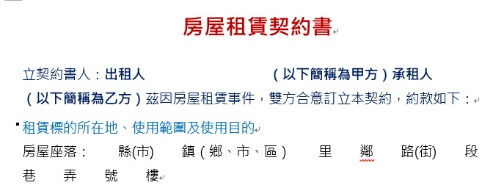 房屋租賃契約書
立契約書人：出租人 （以下簡稱為甲方）承租人
（以下簡稱為乙方）茲因房屋租賃事件，雙方合意訂立本契約，約款如下：
租賃標的所在地、使用範圍及使用目的
房屋座落： 縣(市) 鎮（鄉、市、區） 里 鄰 路(街) 段
巷 弄 號 樓